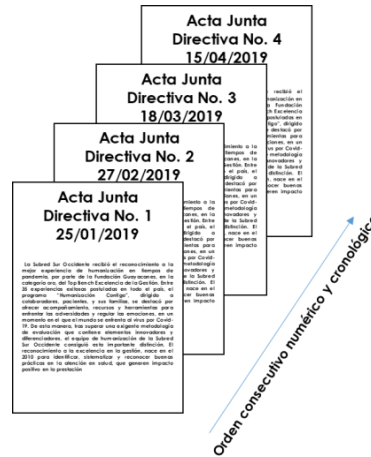 Acta Junta
Directiva No. 4
15/04/2019
Acta Junta
Directiva No. 3
18/03/2019
Acta Junta
Directiva No. 2
27/02/2019
Acta Junta
Directiva No. 1
25/01/2019
La Subred Sur Occidente recibió el reconocimiento a la
mejor experiencia de humanización en tiempos de
pandemia, por parte de la Fundación Guayacanes, en la
categoría oro, del Top Bench Excelencia de la Gestión. Entre
35 experiencias exitosas postuladas en todo el país, el
programa "Humanización Contigo", dirigido a
colaboradores, pacientes, y sus familias, se destacó por
ofrecer acompañamiento, recursos y herramientas para
enfrentar las adversidades y regular las emociones, en un
momento en el que el mundo se enfrenta al virus por Covid-
19. De esta manera, tras superar una exigente metodología
de evaluación que contiene elementos innovadores y
diferenciadores, el equipo de humanización de la Subred
Sur Occidente consiguió esta importante distinción. El
reconocimiento a la excelencia en la gestión, nace en el
2010 para identificar, sistematizar y reconocer buenas
prácticas en la atención en salud, que generen impacto
positivo en la prestación
Orden consecutivo numérico y cronológico